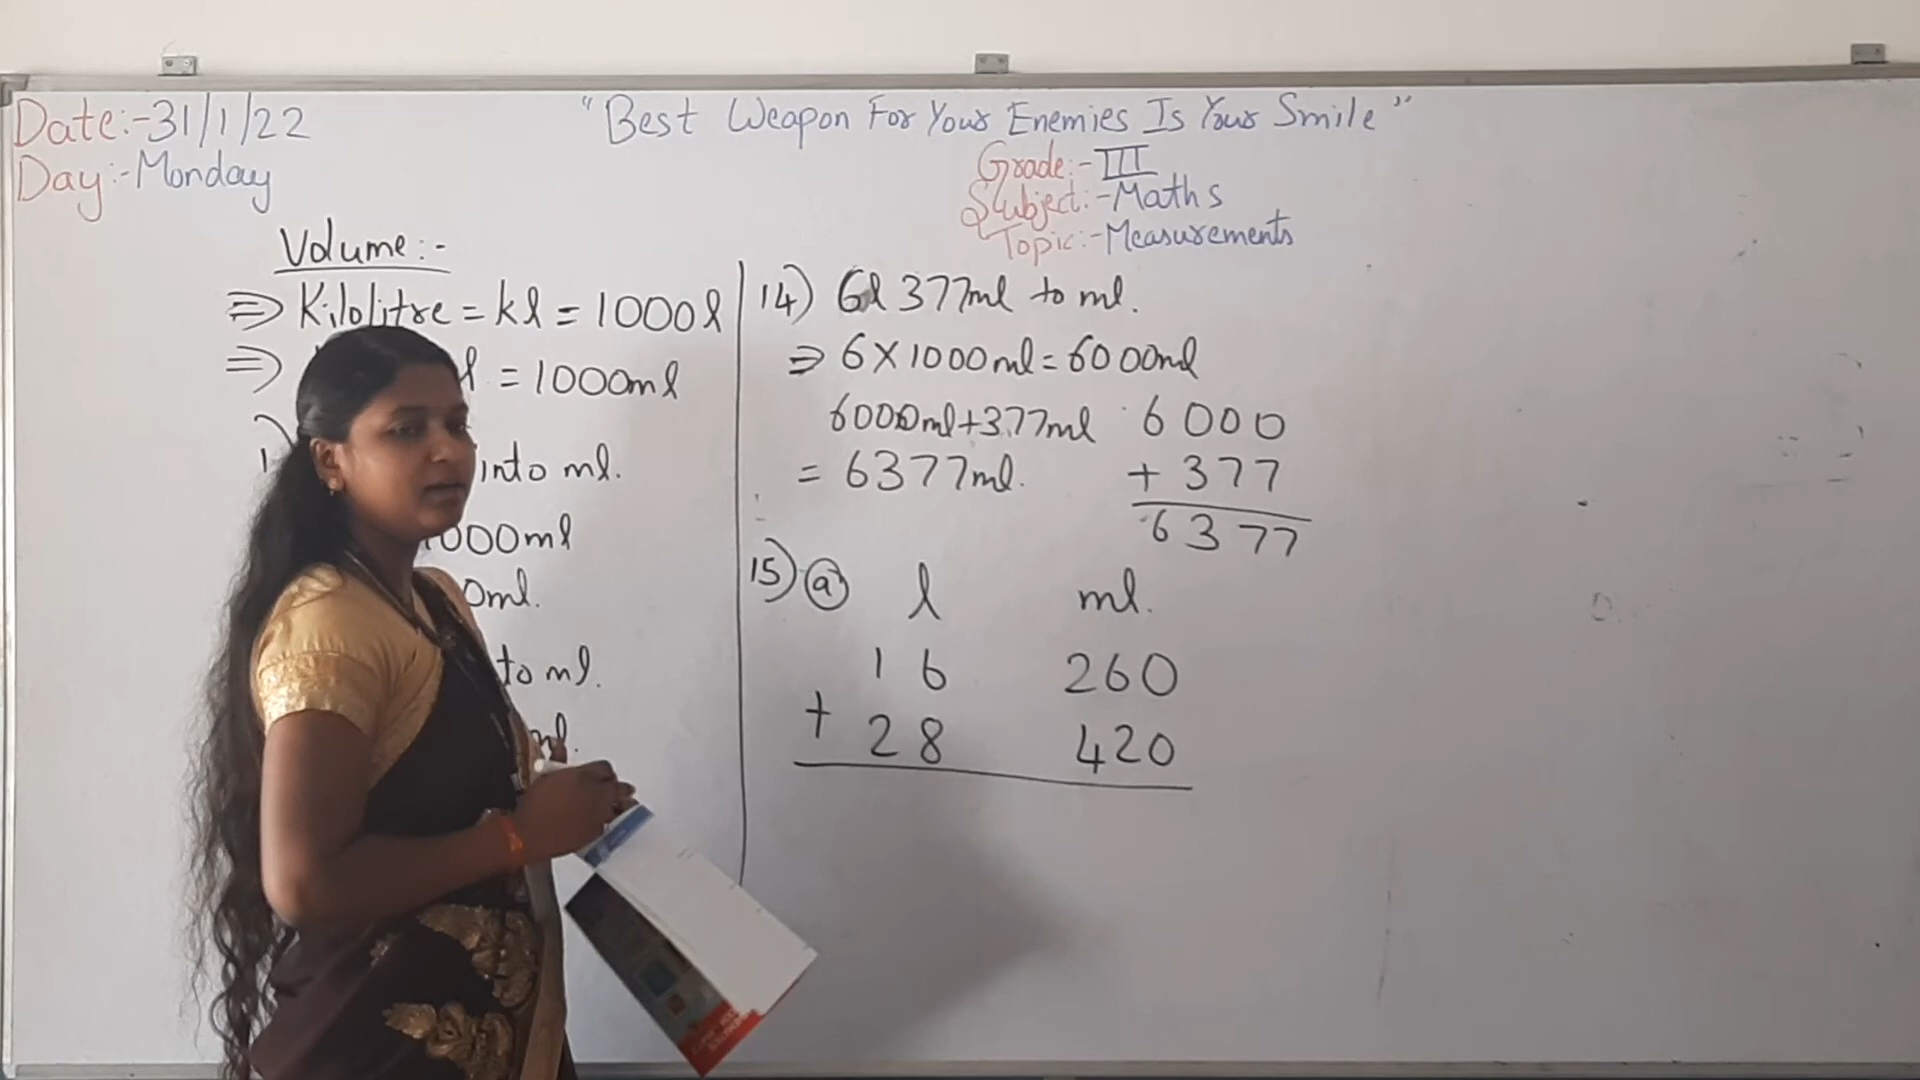 Date:-31/1/22
"Best Weapon For Your Enemies Is Your Smile"
Day:-Monday
Grade:-III
Subject:-Maths
Topic:-Measurements
Volume:-
⇒ Kilolitre = kl = 1000l
⇒ l = 1000ml
into ml.
000ml
0ml.
to ml.
ml.
14) 6l 377ml to ml.
⇒ 6 X 1000ml = 6000ml
6000ml+377ml
= 6377ml.
6000
+ 377
6377
15) a l ml.
16 260
+ 28 420